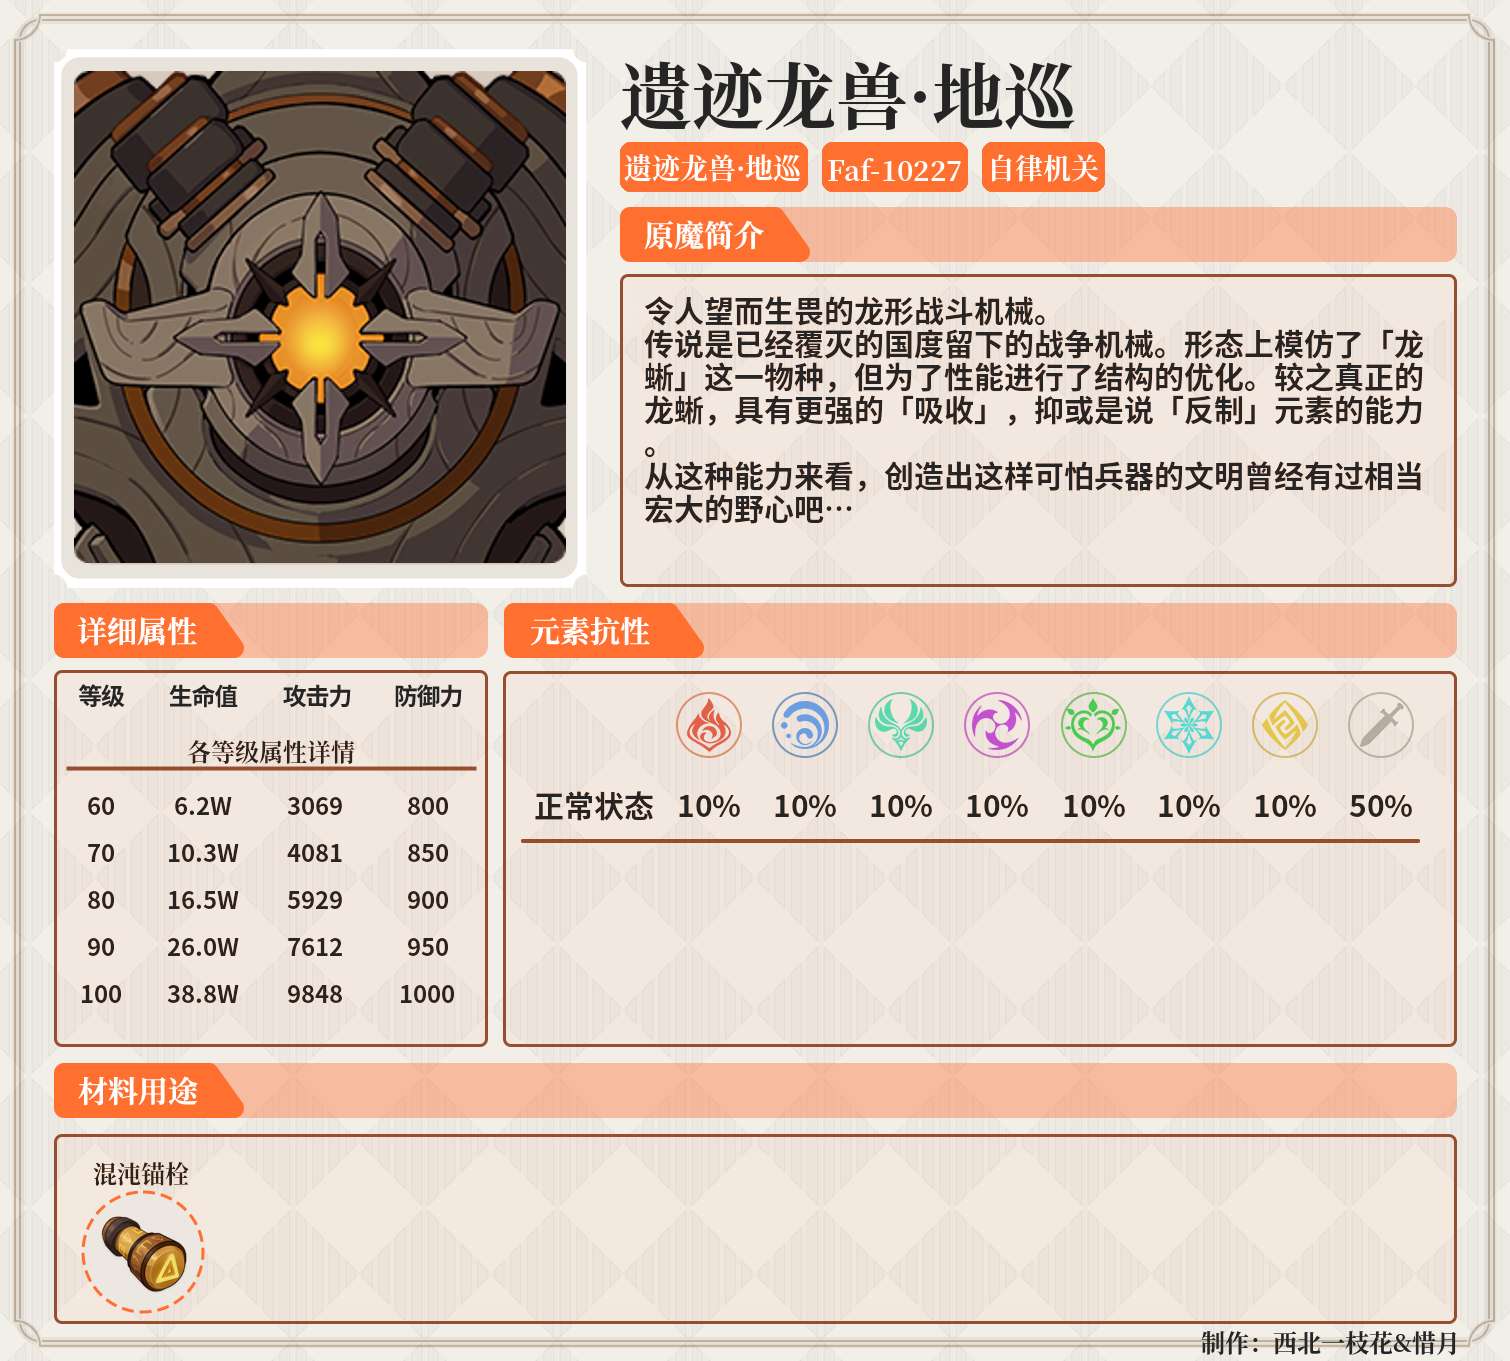 遗迹龙兽·地巡
遗迹龙兽·地巡 Faf-10227 自律机关
原魔简介
令人望而生畏的龙形战斗机械。
传说是已经覆灭的国度留下的战争机械。形态上模仿了「龙
蜥」这一物种，但为了性能进行了结构的优化。较之真正的
龙蜥，具有更强的「吸收」，抑或是说「反制」元素的能力
。
从这种能力来看，创造出这样可怕兵器的文明曾经有过相当
宏大的野心吧…
详细属性
等级 生命值 攻击力 防御力
各等级属性详情
60 6.2W 3069 800
70 10.3W 4081 850
80 16.5W 5929 900
90 26.0W 7612 950
100 38.8W 9848 1000
元素抗性
正常状态 10% 10% 10% 10% 10% 10% 10% 50%
材料用途
混沌锚栓
制作：西北一枝花&惜月